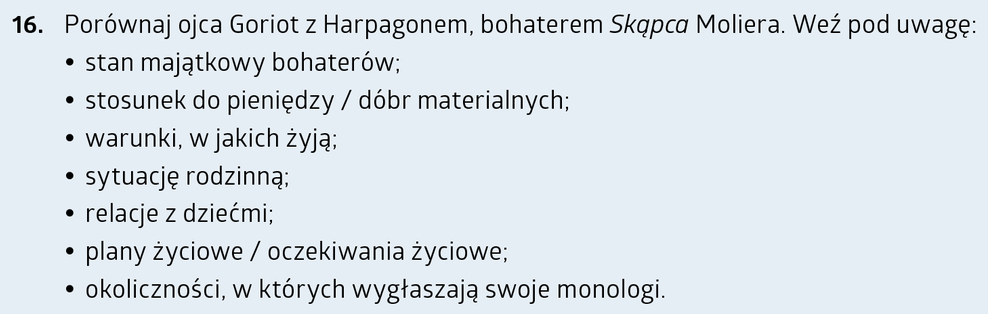 16. Porównaj ojca Goriot z Harpagonem, bohaterem Skąpca Moliera. Weź pod uwagę:
• stan majątkowy bohaterów;
• stosunek do pieniędzy / dóbr materialnych;
• warunki, w jakich żyją;
• sytuację rodzinną;
• relacje z dziećmi;
• plany życiowe / oczekiwania życiowe;
• okoliczności, w których wygłaszają swoje monologi.